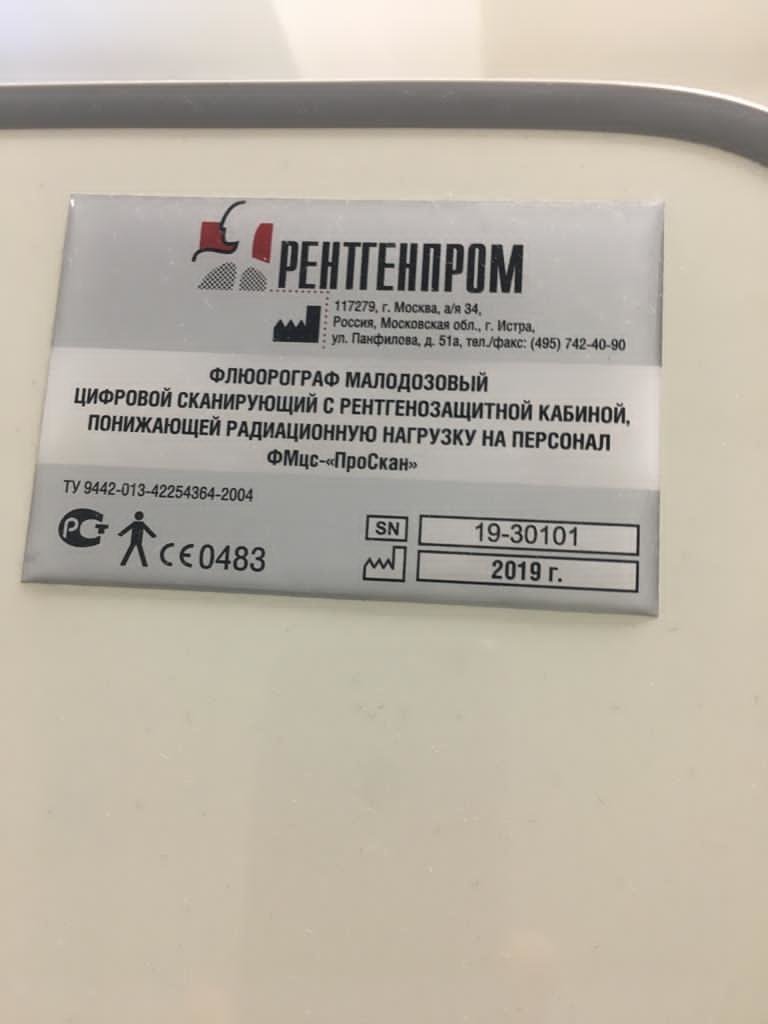 РЕНТГЕНПРОМ
117279, г. Москва, а/я 34,
Россия, Московская обл., г. Истра,
ул. Панфилова, д. 51а, тел./факс: (495) 742-40-90
ФЛЮОРОГРАФ МАЛОДОЗОВЫЙ
ЦИФРОВОЙ СКАНИРУЮЩИЙ С РЕНТГЕНОЗАЩИТНОЙ КАБИНОЙ,
ПОНИЖАЮЩЕЙ РАДИАЦИОННУЮ НАГРУЗКУ НА ПЕРСОНАЛ
ФМцс-«ПроСкан»
ТУ 9442-013-42254364-2004
РСТ CE0483
SN 19-30101
2019 г.